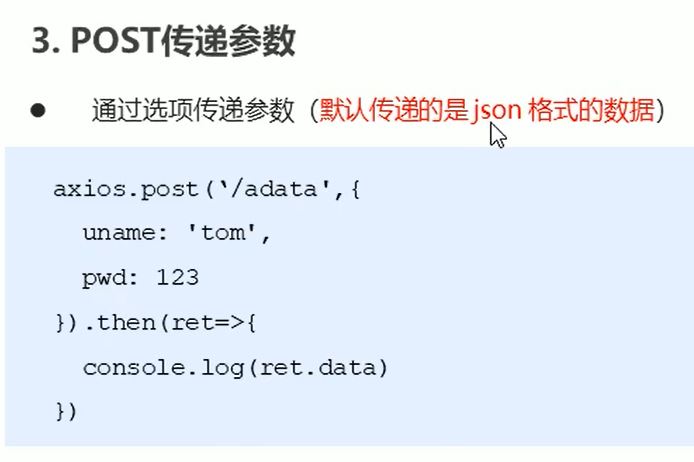 3. POST传递参数
● 通过选项传递参数（默认传递的是 json 格式的数据）
axios.post(‘/adata',{
  uname: 'tom',
  pwd: 123
}).then(ret=>{
  console.log(ret.data)
})